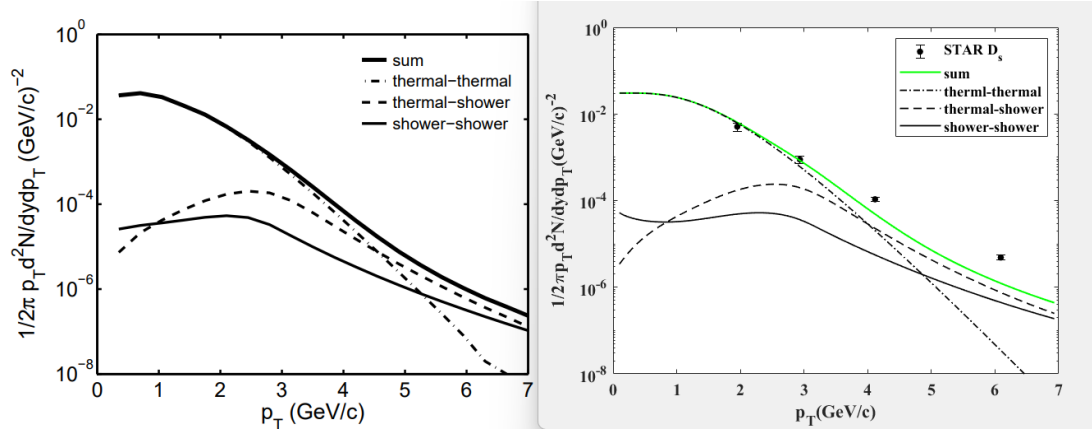 10^0
10^-2
10^-4
10^-6
10^-8
1/2π p_T d^2N/dydp_T (GeV/c)^-2
sum
thermal−thermal
thermal−shower
shower−shower
0 1 2 3 4 5 6 7
p_T (GeV/c)
10^0
10^-2
10^-4
10^-6
10^-8
1/2πp_T d^2N/dydp_T(GeV/c)^-2
STAR D_s
sum
therml-thermal
thermal-shower
shower-shower
0 1 2 3 4 5 6 7
p_T(GeV/c)